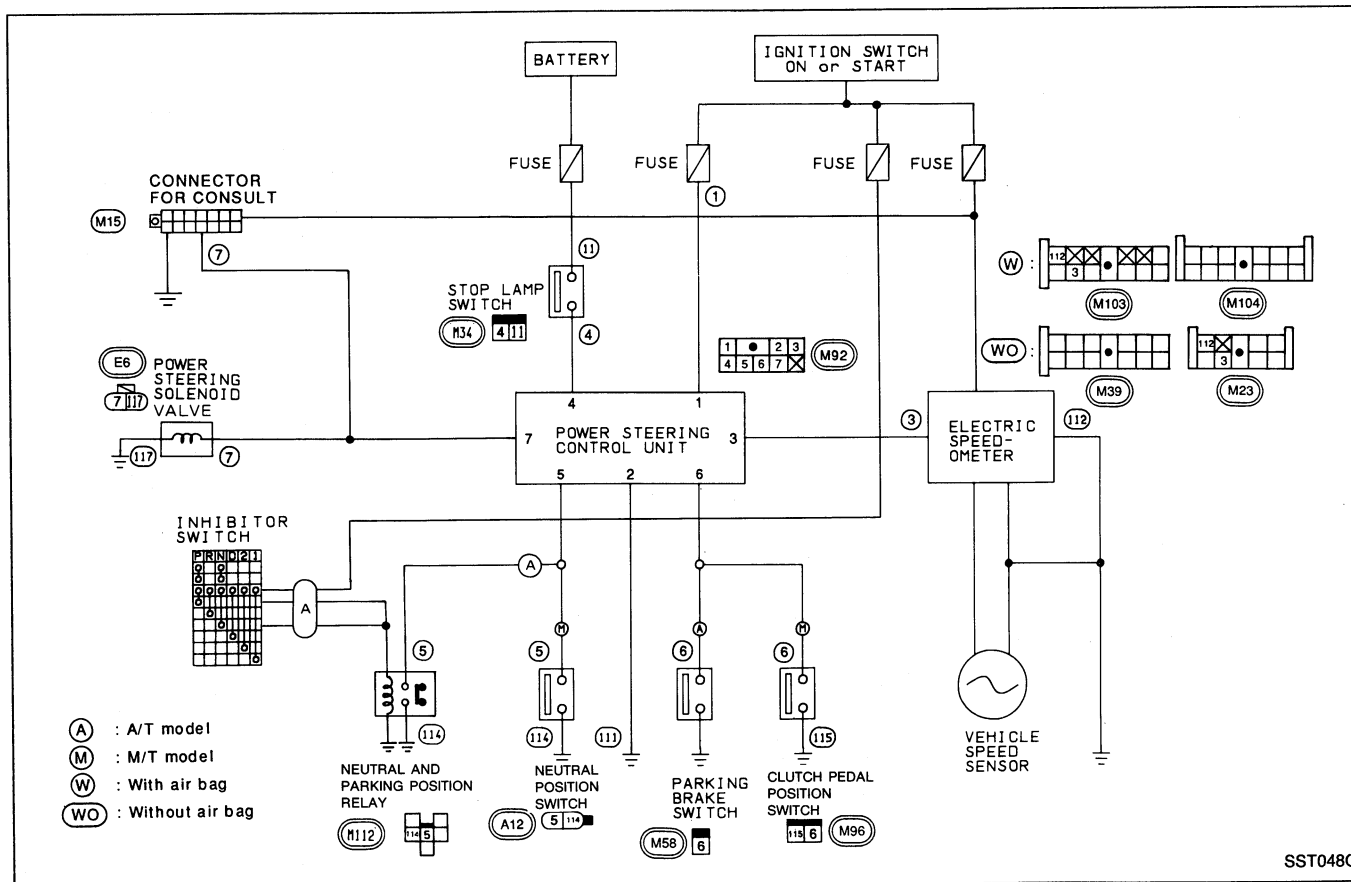 BATTERY
IGNITION SWITCH
ON or START
FUSE
FUSE
FUSE
FUSE
1
CONNECTOR
FOR CONSULT
M15
7
11
STOP LAMP
SWITCH
M34
4 11
4
W :
112
3
M103
M104
WO :
M39
112
3
M23
1 2 3
4 5 6 7
M92
E6
POWER
STEERING
SOLENOID
VALVE
7 117
117
7
4 1
7 POWER STEERING 3
CONTROL UNIT
5 2 6
3
ELECTRIC
SPEED-
OMETER
112
INHIBITOR
SWITCH
P R N D 2 1
A
A
M
A
M
5
5
6
6
114
114
111
115
A : A/T model
M : M/T model
W : With air bag
WO : Without air bag
NEUTRAL AND
PARKING POSITION
RELAY
M112
114 5
NEUTRAL
POSITION
SWITCH
A12
5 114
PARKING
BRAKE
SWITCH
M58
6
CLUTCH PEDAL
POSITION
SWITCH
115 6
M96
VEHICLE
SPEED
SENSOR